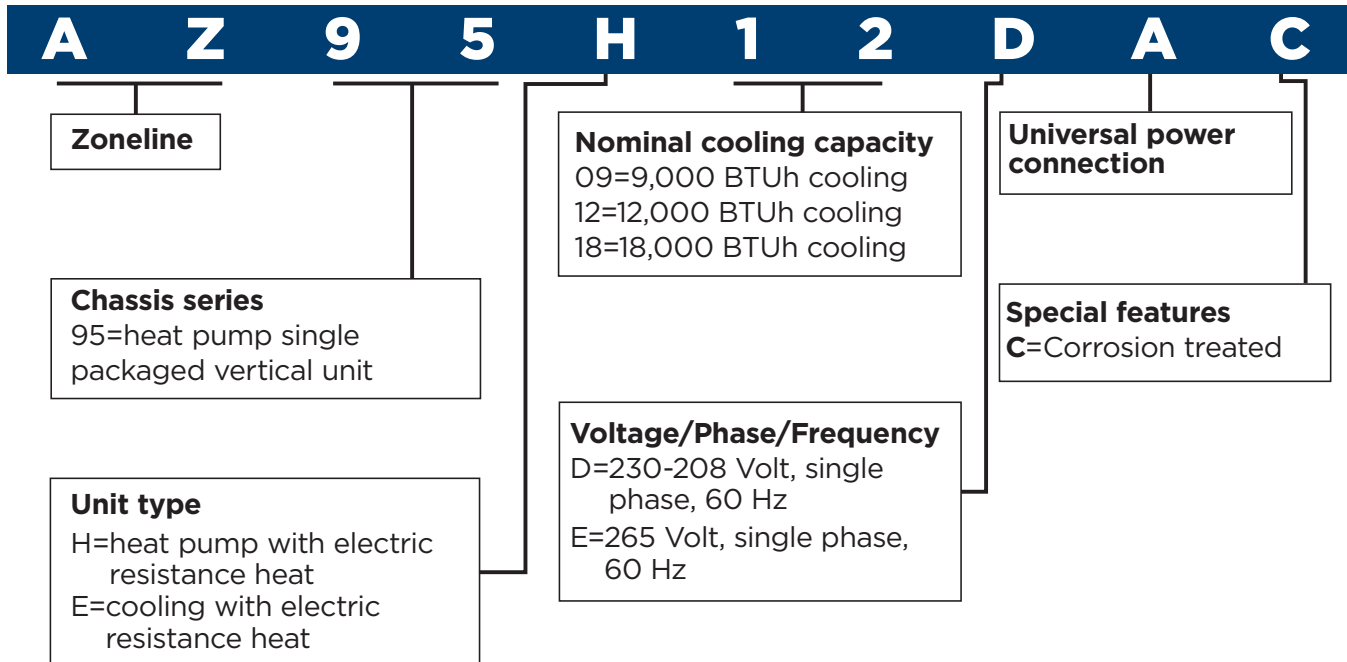 A Z 9 5 H 1 2 D A C
Zoneline
Chassis series
95=heat pump single
packaged vertical unit
Unit type
H=heat pump with electric
resistance heat
E=cooling with electric
resistance heat
Nominal cooling capacity
09=9,000 BTUh cooling
12=12,000 BTUh cooling
18=18,000 BTUh cooling
Voltage/Phase/Frequency
D=230-208 Volt, single
phase, 60 Hz
E=265 Volt, single phase,
60 Hz
Universal power
connection
Special features
C=Corrosion treated